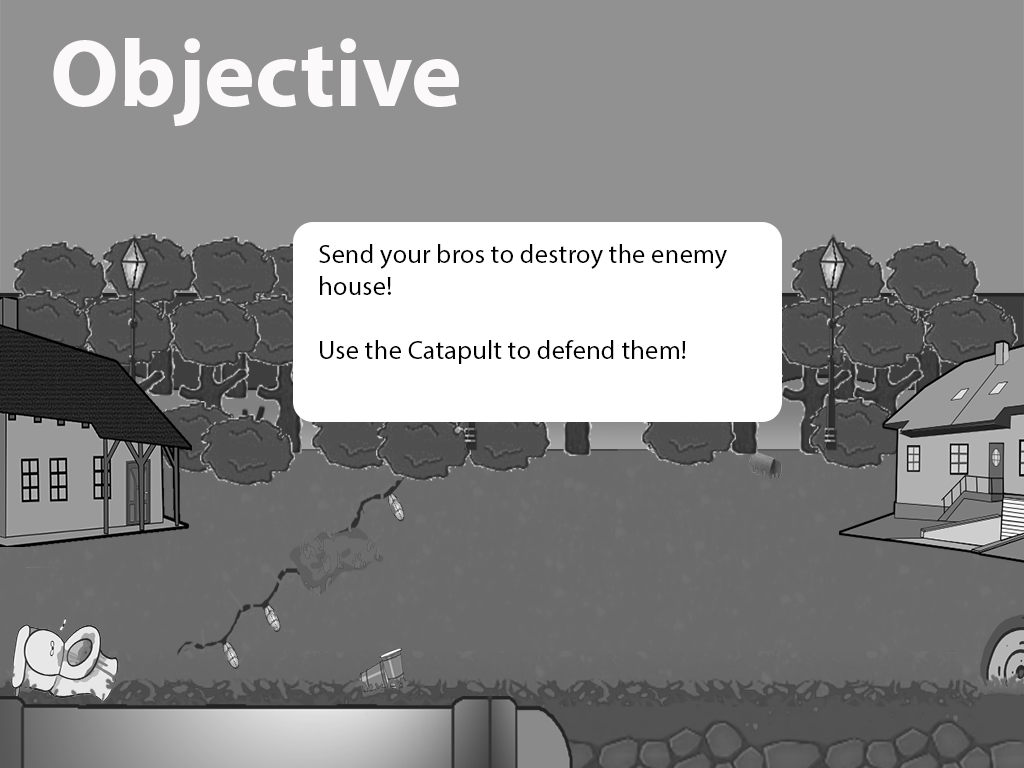 Objective
Send your bros to destroy the enemy
house!
Use the Catapult to defend them!